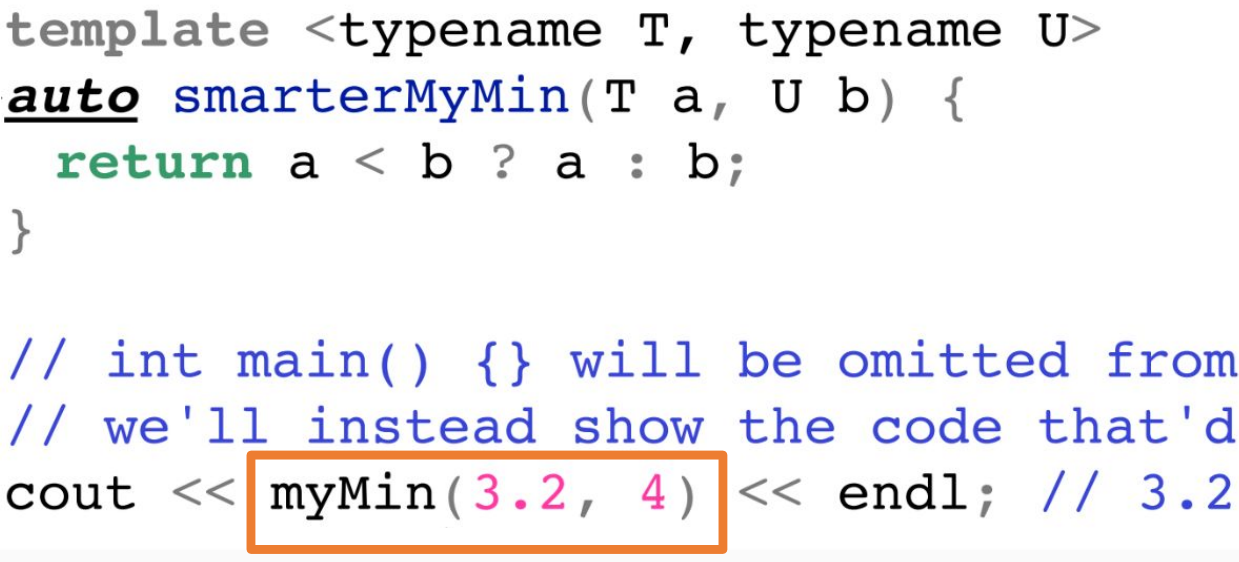 template <typename T, typename U>
auto smarterMyMin(T a, U b) {
return a < b ? a : b;
}
// int main() {} will be omitted from
// we'll instead show the code that'd
cout << myMin(3.2, 4) << endl; // 3.2